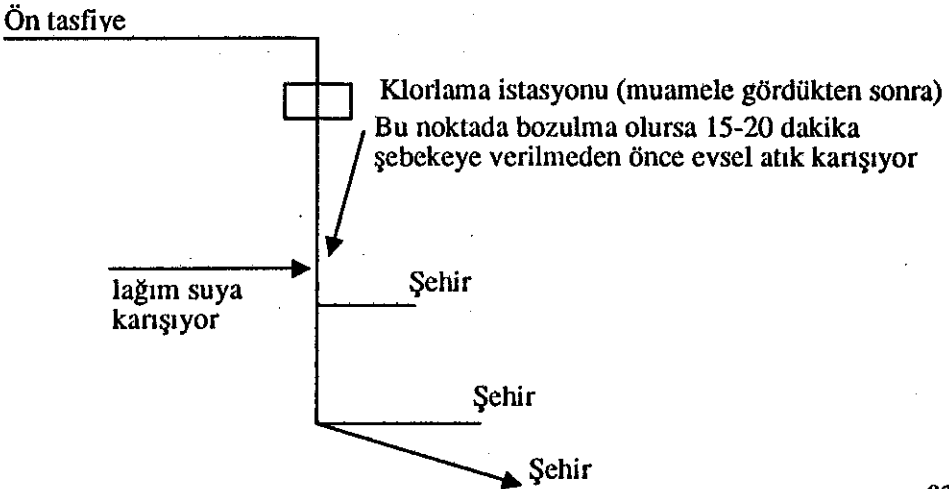 Ön tasfiye
Klorlama istasyonu (muamele gördükten sonra)
Bu noktada bozulma olursa 15-20 dakika
şebekeye verilmeden önce evsel atık karışıyor
lağım suya
karışıyor
Şehir
Şehir
Şehir